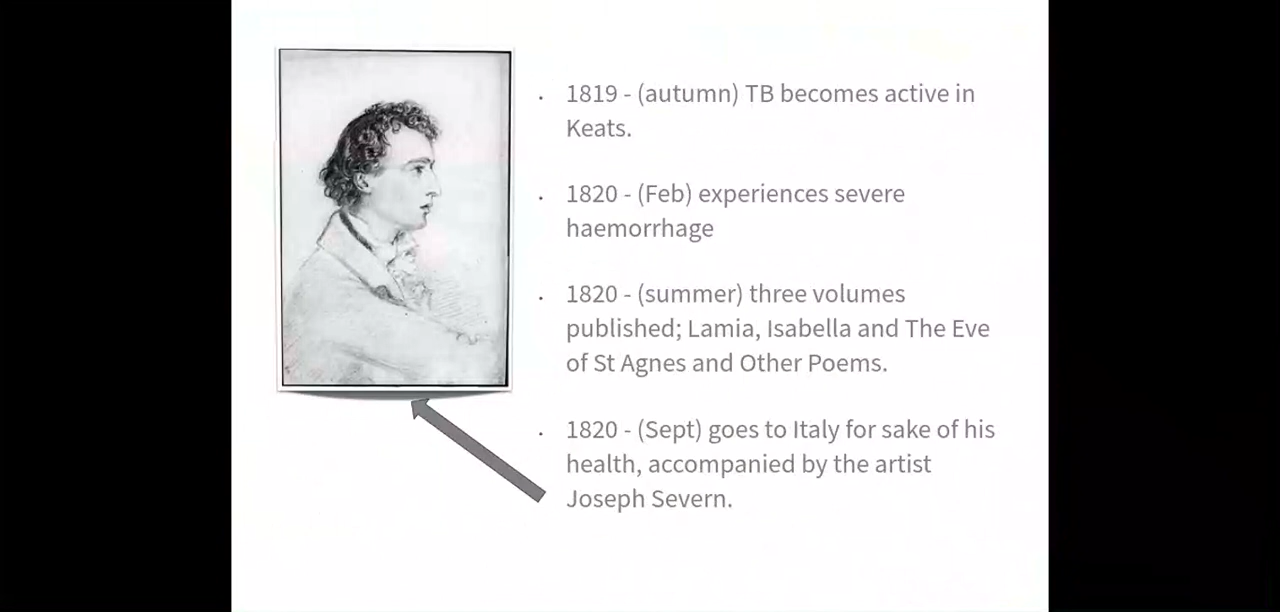 • 1819 - (autumn) TB becomes active in
Keats.
• 1820 - (Feb) experiences severe
haemorrhage
• 1820 - (summer) three volumes
published; Lamia, Isabella and The Eve
of St Agnes and Other Poems.
• 1820 - (Sept) goes to Italy for sake of his
health, accompanied by the artist
Joseph Severn.